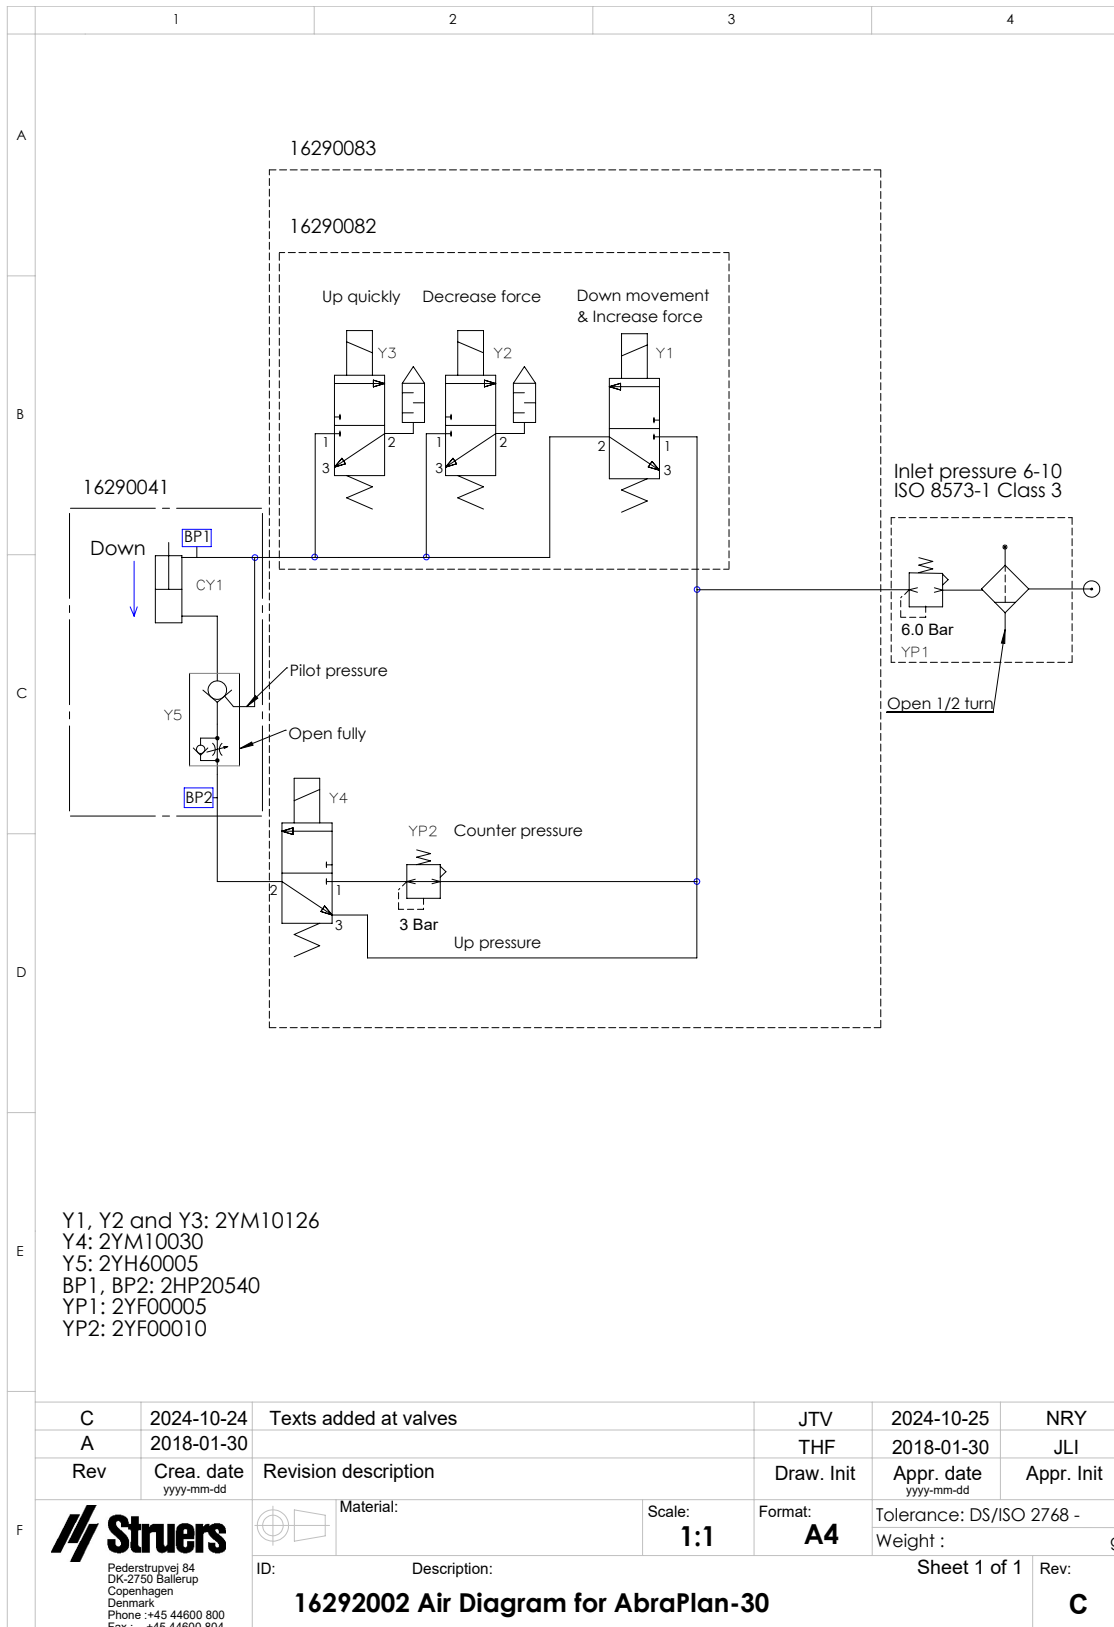 1 2 3 4
A
16290083
16290082
Up quickly Decrease force Down movement
& Increase force
Y3 Y2 Y1
B
1 2 1 2 2 1
3 3 3
Inlet pressure 6-10
ISO 8573-1 Class 3
16290041
BP1
Down
CY1
6.0 Bar
YP1
Pilot pressure
C
Open 1/2 turn
Y5
Open fully
BP2
Y4
YP2 Counter pressure
2 1
3
3 Bar
Up pressure
D
Y1, Y2 and Y3: 2YM10126
Y4: 2YM10030
E
Y5: 2YH60005
BP1, BP2: 2HP20540
YP1: 2YF00005
YP2: 2YF00010
C 2024-10-24 Texts added at valves JTV 2024-10-25 NRY
A 2018-01-30 THF 2018-01-30 JLI
Rev Crea. date Revision description Draw. Init Appr. date Appr. Init
yyyy-mm-dd yyyy-mm-dd
F
Struers
Material: Scale: Format: Tolerance: DS/ISO 2768 -
1:1 A4 Weight : g
Pederstrupvej 84
DK-2750 Ballerup
Copenhagen
Denmark
Phone :+45 44600 800
Fax : +45 44600 804
ID: Description: Sheet 1 of 1 Rev:
16292002 Air Diagram for AbraPlan-30 C